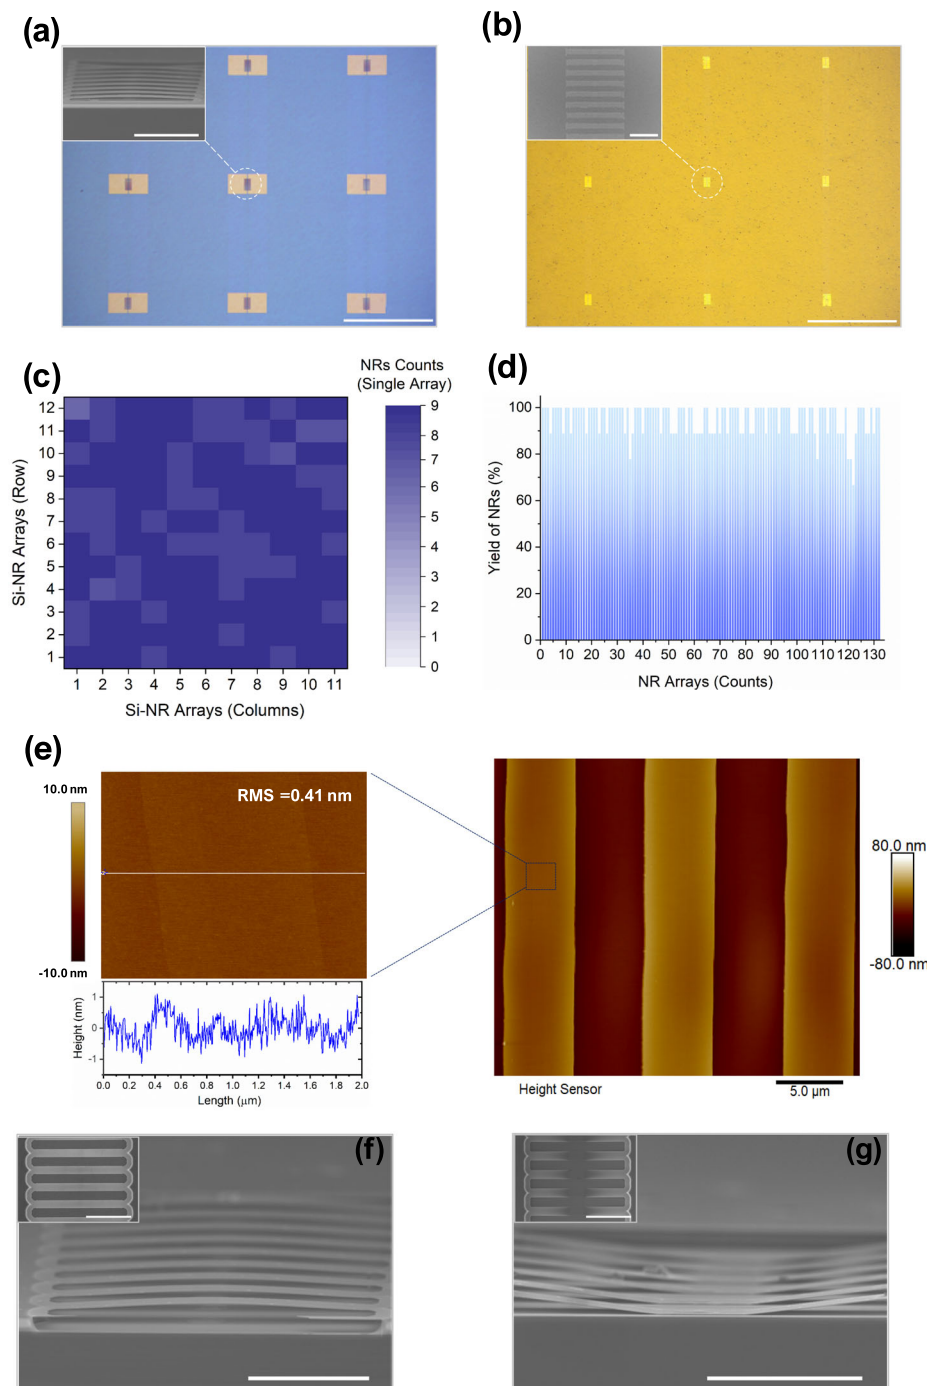 (a)
(b)
(c)
NRs Counts
(Single Array)
Si-NR Arrays (Row)
12
11
10
9
8
7
6
5
4
3
2
1
1 2 3 4 5 6 7 8 9 10 11
Si-NR Arrays (Columns)
9
8
7
6
5
4
3
2
1
0
(d)
Yield of NRs (%)
100
80
60
40
20
0
0 10 20 30 40 50 60 70 80 90 100 110 120 130
NR Arrays (Counts)
(e)
10.0 nm
-10.0 nm
RMS =0.41 nm
Height (nm)
1
0
-1
0.0 0.2 0.4 0.6 0.8 1.0 1.2 1.4 1.6 1.8 2.0
Length (μm)
80.0 nm
-80.0 nm
Height Sensor
5.0 μm
(f)
(g)